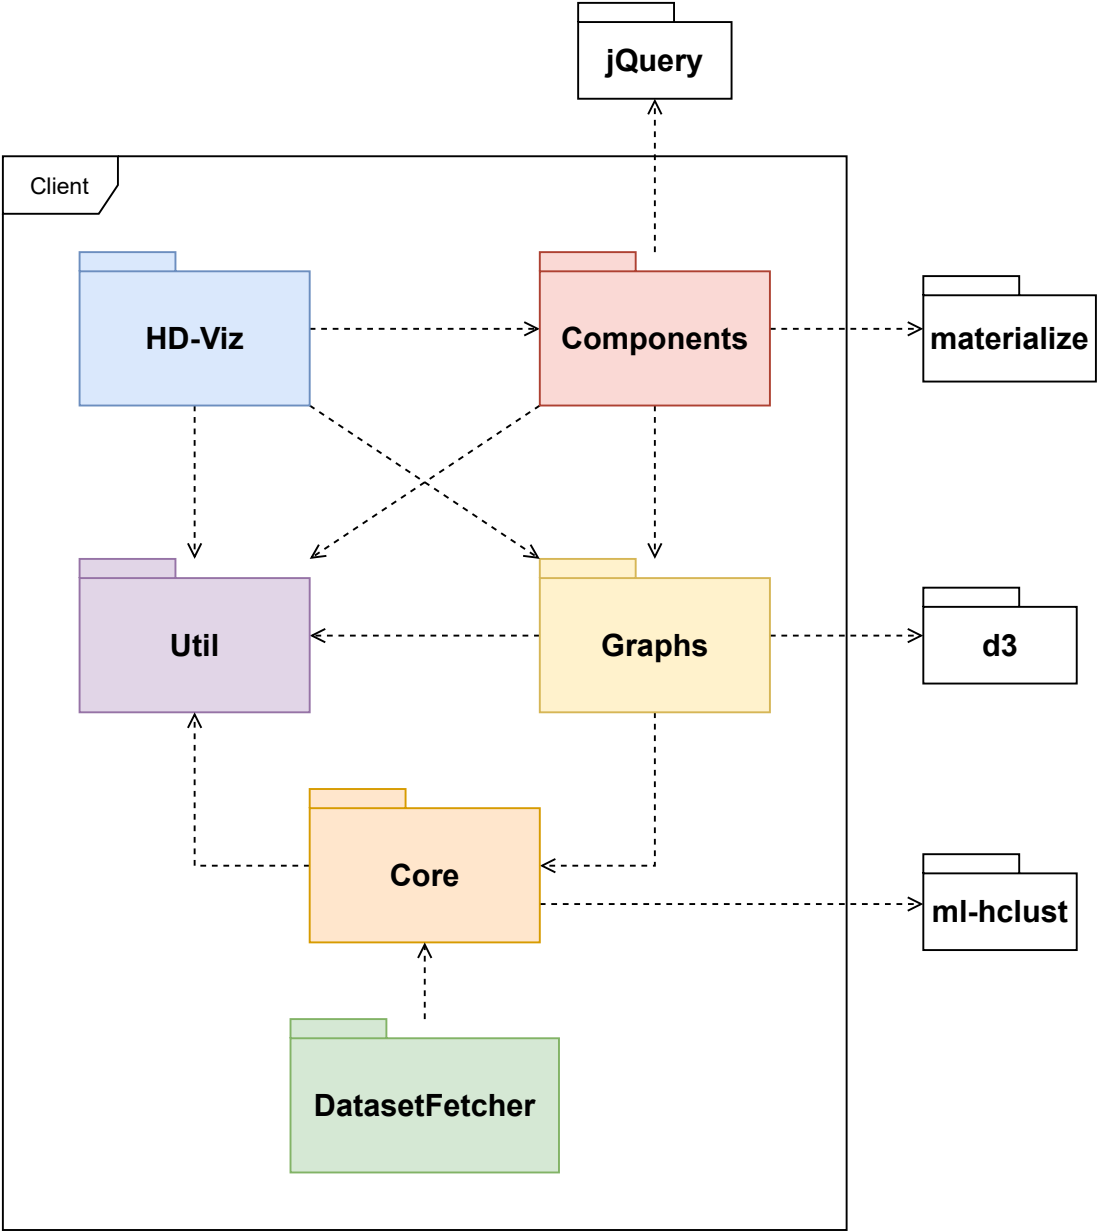 jQuery
Client
HD-Viz
Components
materialize
Util
Graphs
d3
Core
ml-hclust
DatasetFetcher